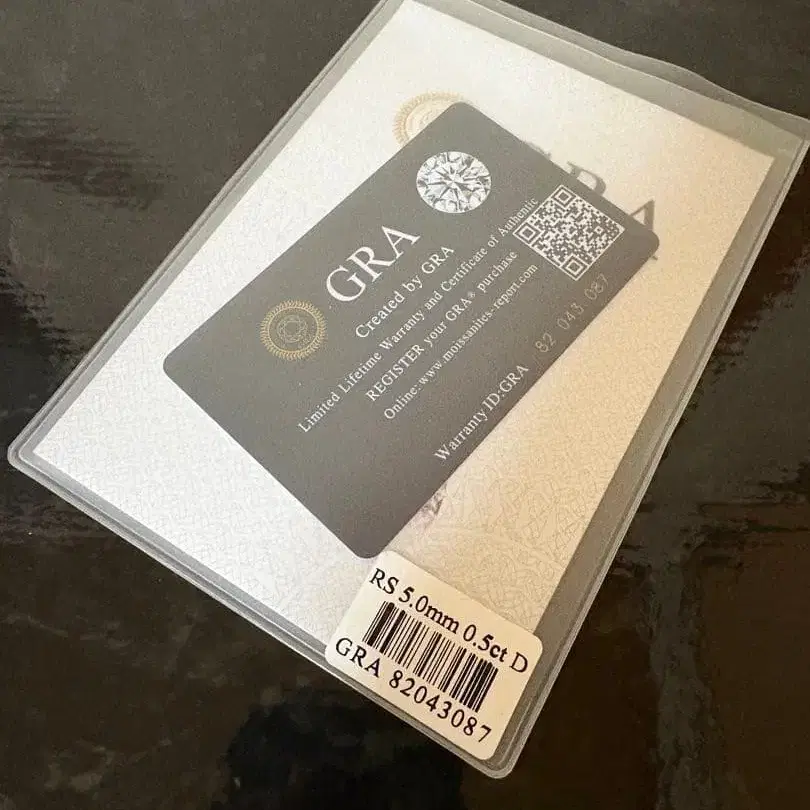 GRA
GRA
Created by GRA
Limited Lifetime Warranty and Certificate of Authentic
REGISTER your GRA® purchase
Online: www.moissanites-report.com
Warranty ID:GRA 82 043 087
RS 5.0mm 0.5ct D
GRA 82043087